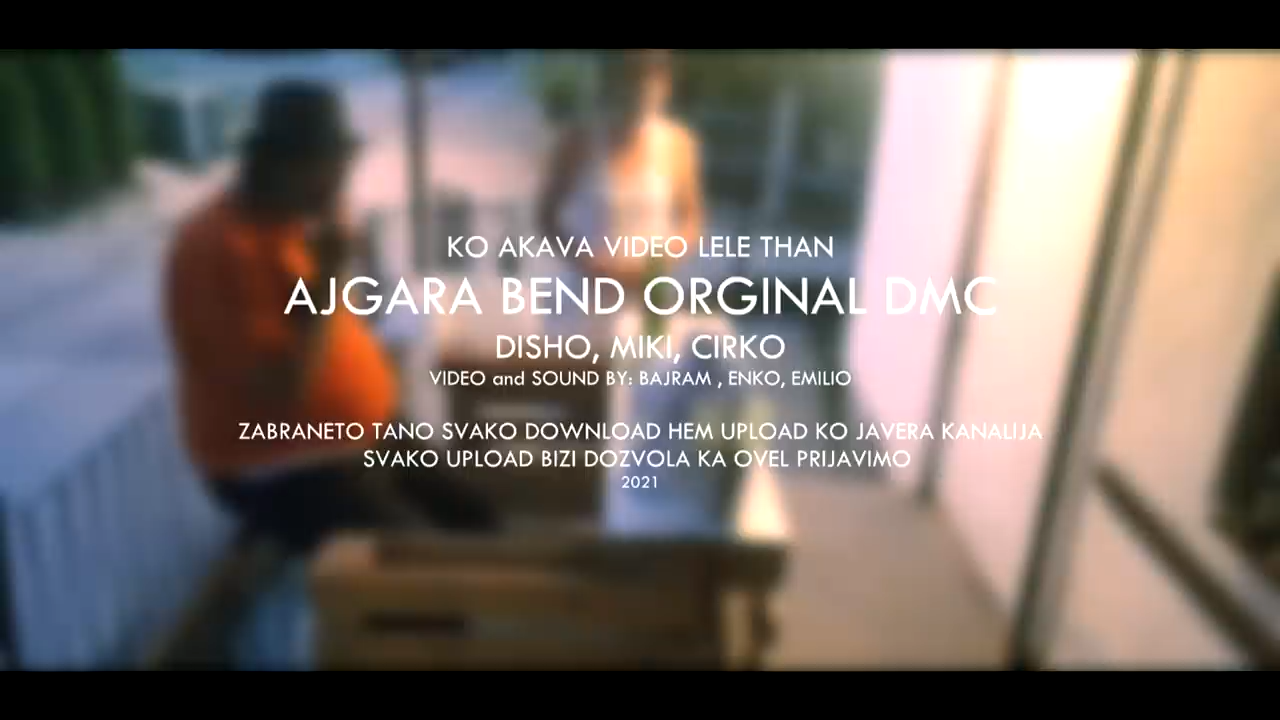 KO AKAVA VIDEO LELE THAN
AJGARA BEND ORGINAL DMC
DISHO, MIKI, CIRKO
VIDEO and SOUND BY: BAJRAM , ENKO, EMILIO
ZABRANETO TANO SVAKO DOWNLOAD HEM UPLOAD KO JAVERA KANALIJA
SVAKO UPLOAD BIZI DOZVOLA KA OVEL PRIJAVIMO
2021